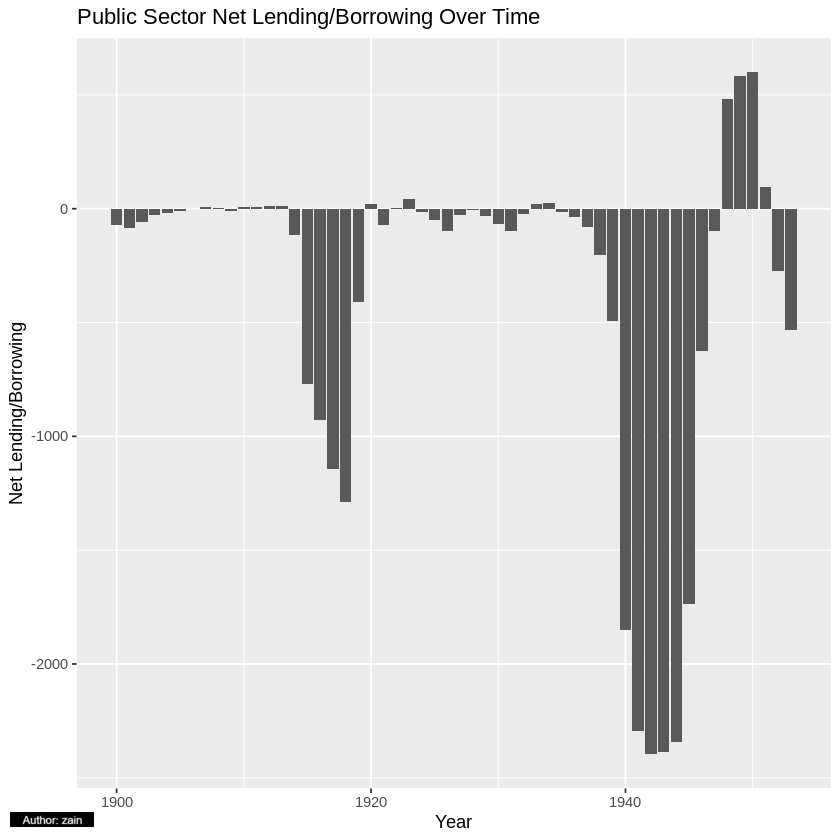 Public Sector Net Lending/Borrowing Over Time
Net Lending/Borrowing
0
-1000
-2000
1900
1920
1940
Year
Author: zain